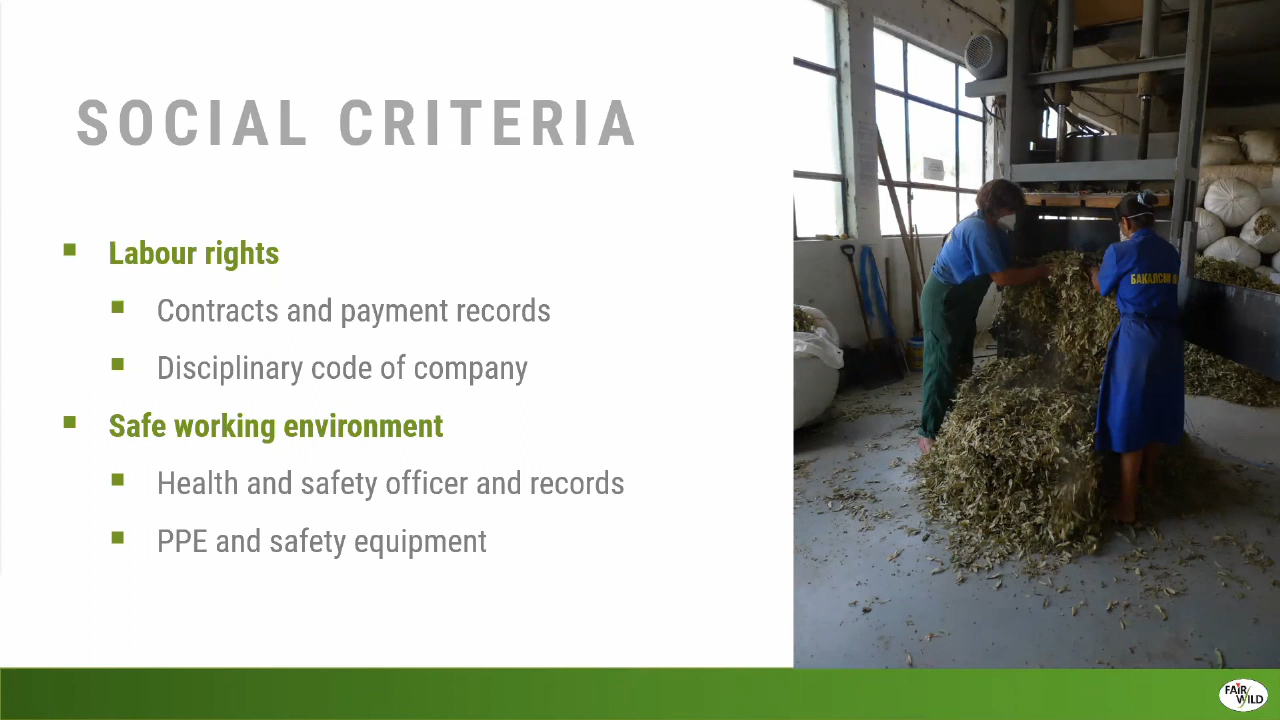 SOCIAL CRITERIA
Labour rights
Contracts and payment records
Disciplinary code of company
Safe working environment
Health and safety officer and records
PPE and safety equipment
FAIR
WILD